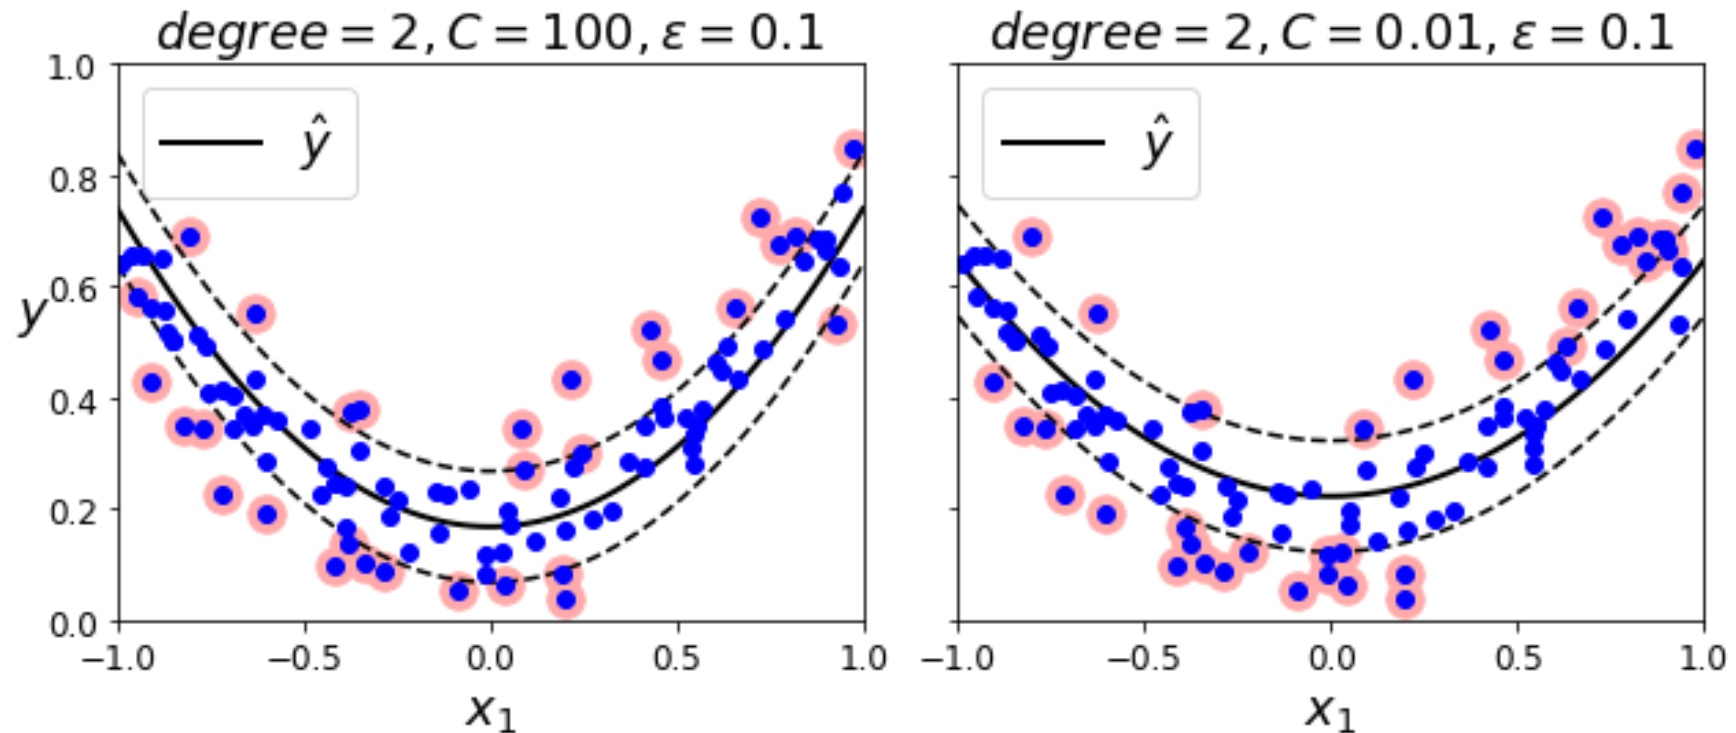 degree = 2, C = 100, ε = 0.1
ŷ
1.0
0.8
0.6
0.4
0.2
0.0
y
−1.0 −0.5 0.0 0.5 1.0
x₁
degree = 2, C = 0.01, ε = 0.1
ŷ
−1.0 −0.5 0.0 0.5 1.0
x₁